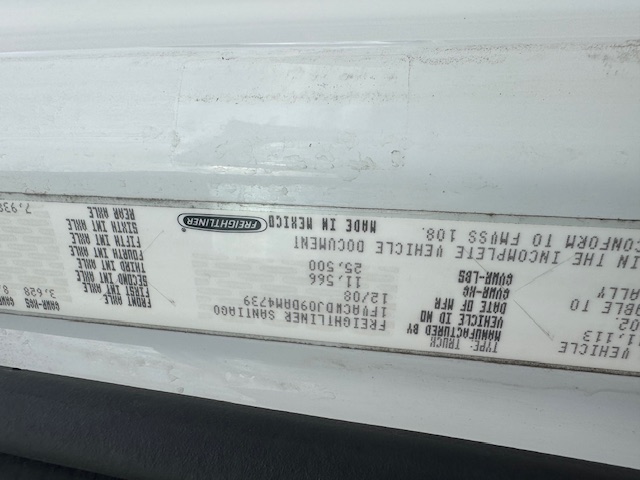 TYPE: TRUCK
MANUFACTURED BY FREIGHTLINER SANTIAGO
VEHICLE ID NO 1FVACWDJ09DAM4739
DATE OF MFR 12/08
GVWR-KG 11,566
GVWR-LBS 25,500
IN THE INCOMPLETE VEHICLE DOCUMENT
CONFORM TO FMVSS 108.
MADE IN MEXICO
FREIGHTLINER
VEHICLE
1,113
FRONT AXLE 3,628
FIRST INT AXLE
SECOND INT AXLE
THIRD INT AXLE
FOURTH INT AXLE
FIFTH INT AXLE
SIXTH INT AXLE
REAR AXLE